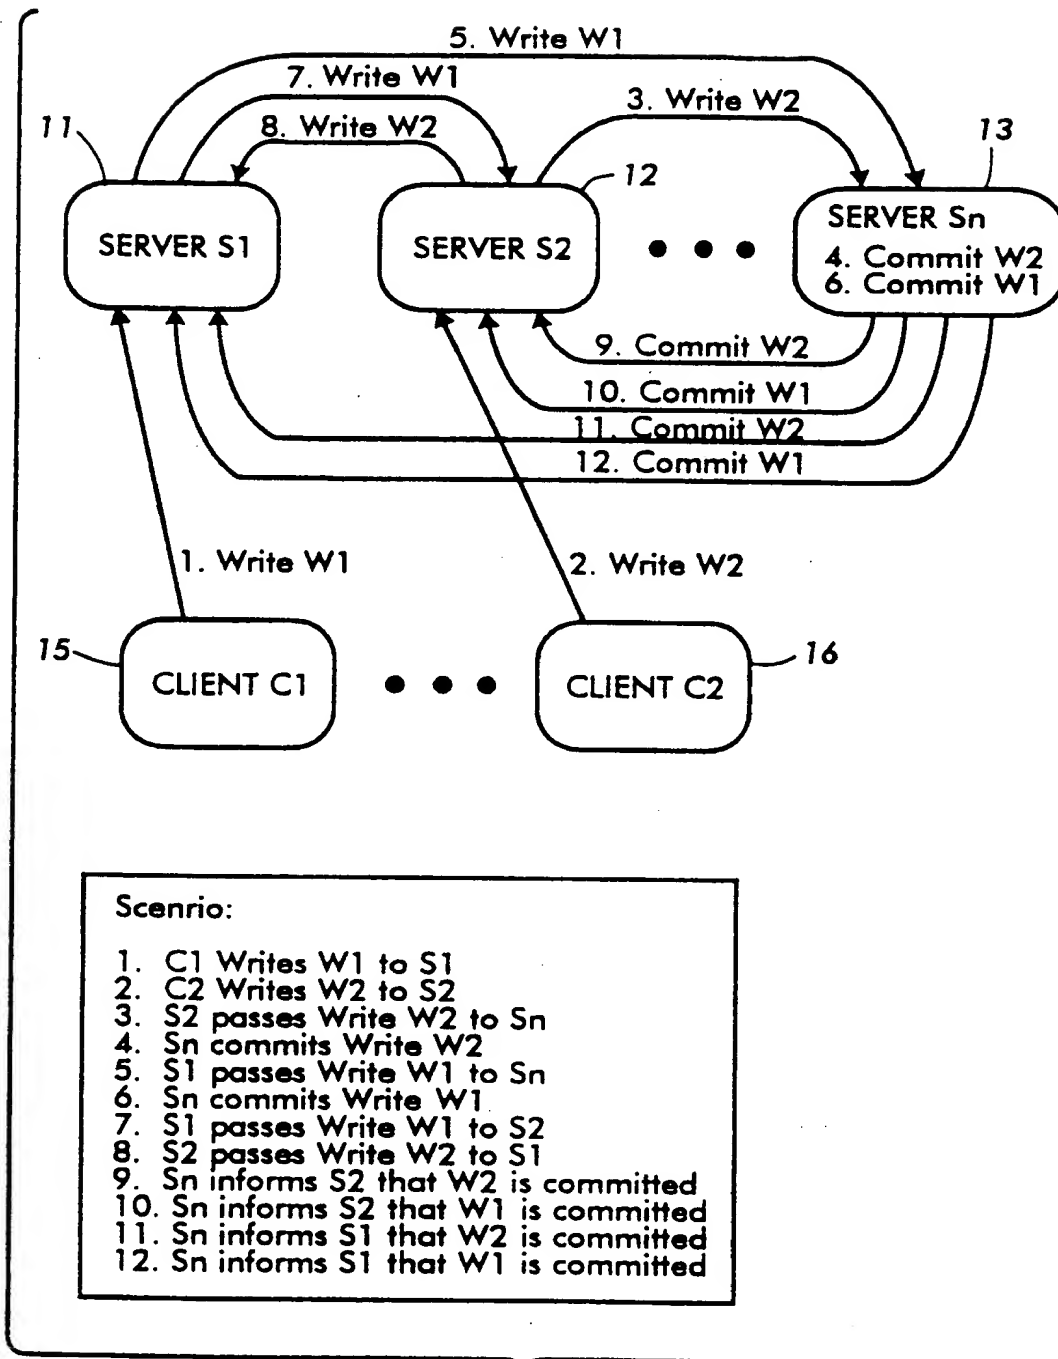 5. Write W1
7. Write W1
3. Write W2
11
8. Write W2
13
12
SERVER S1
SERVER S2
SERVER Sn
4. Commit W2
6. Commit W1
9. Commit W2
10. Commit W1
11. Commit W2
12. Commit W1
1. Write W1
2. Write W2
15
16
CLIENT C1
CLIENT C2
Scenrio:
1. C1 Writes W1 to S1
2. C2 Writes W2 to S2
3. S2 passes Write W2 to Sn
4. Sn commits Write W2
5. S1 passes Write W1 to Sn
6. Sn commits Write W1
7. S1 passes Write W1 to S2
8. S2 passes Write W2 to S1
9. Sn informs S2 that W2 is committed
10. Sn informs S2 that W1 is committed
11. Sn informs S1 that W2 is committed
12. Sn informs S1 that W1 is committed